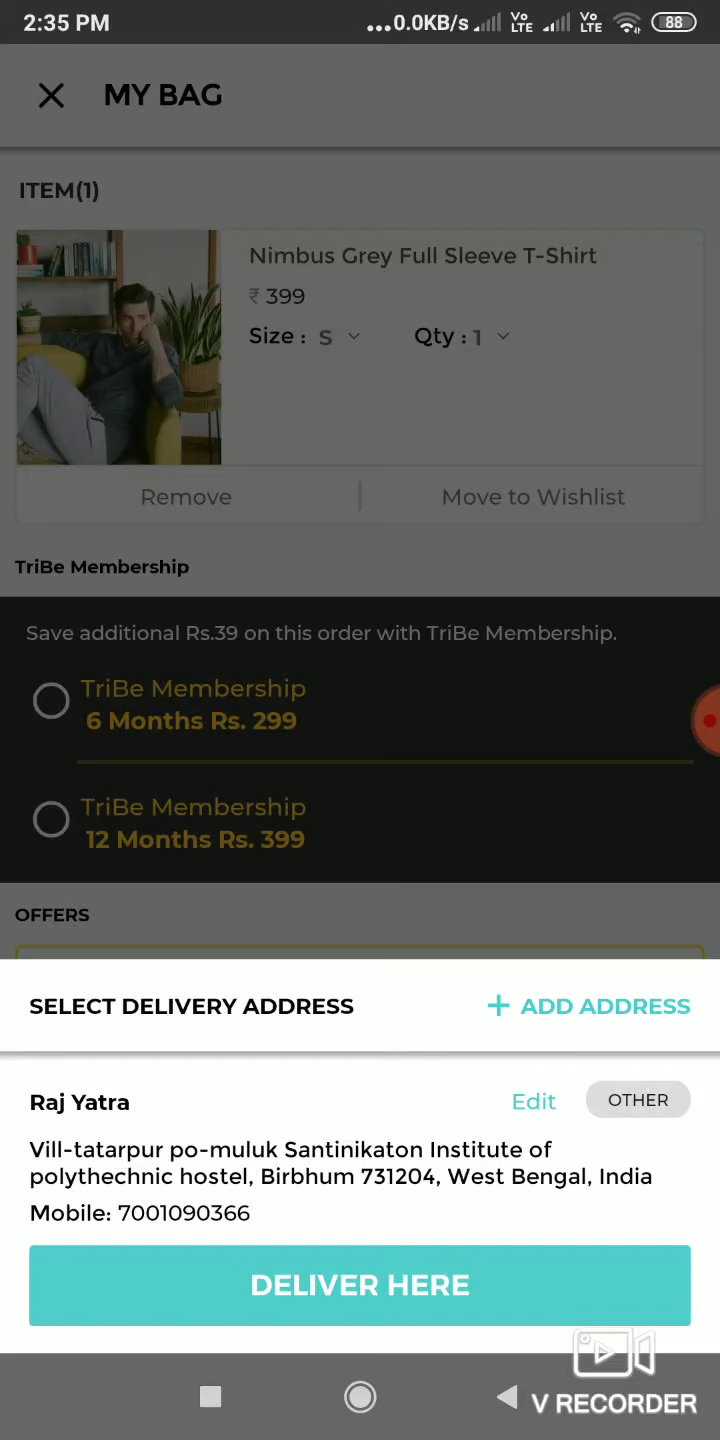 2:35 PM
...0.0KB/s Vo LTE Vo LTE 88
MY BAG
ITEM(1)
Nimbus Grey Full Sleeve T-Shirt
₹ 399
Size : S Qty : 1
Remove Move to Wishlist
TriBe Membership
Save additional Rs.39 on this order with TriBe Membership.
TriBe Membership
6 Months Rs. 299
TriBe Membership
12 Months Rs. 399
OFFERS
SELECT DELIVERY ADDRESS + ADD ADDRESS
Raj Yatra Edit OTHER
Vill-tatarpur po-muluk Santinikaton Institute of
polythechnic hostel, Birbhum 731204, West Bengal, India
Mobile: 7001090366
DELIVER HERE
V RECORDER